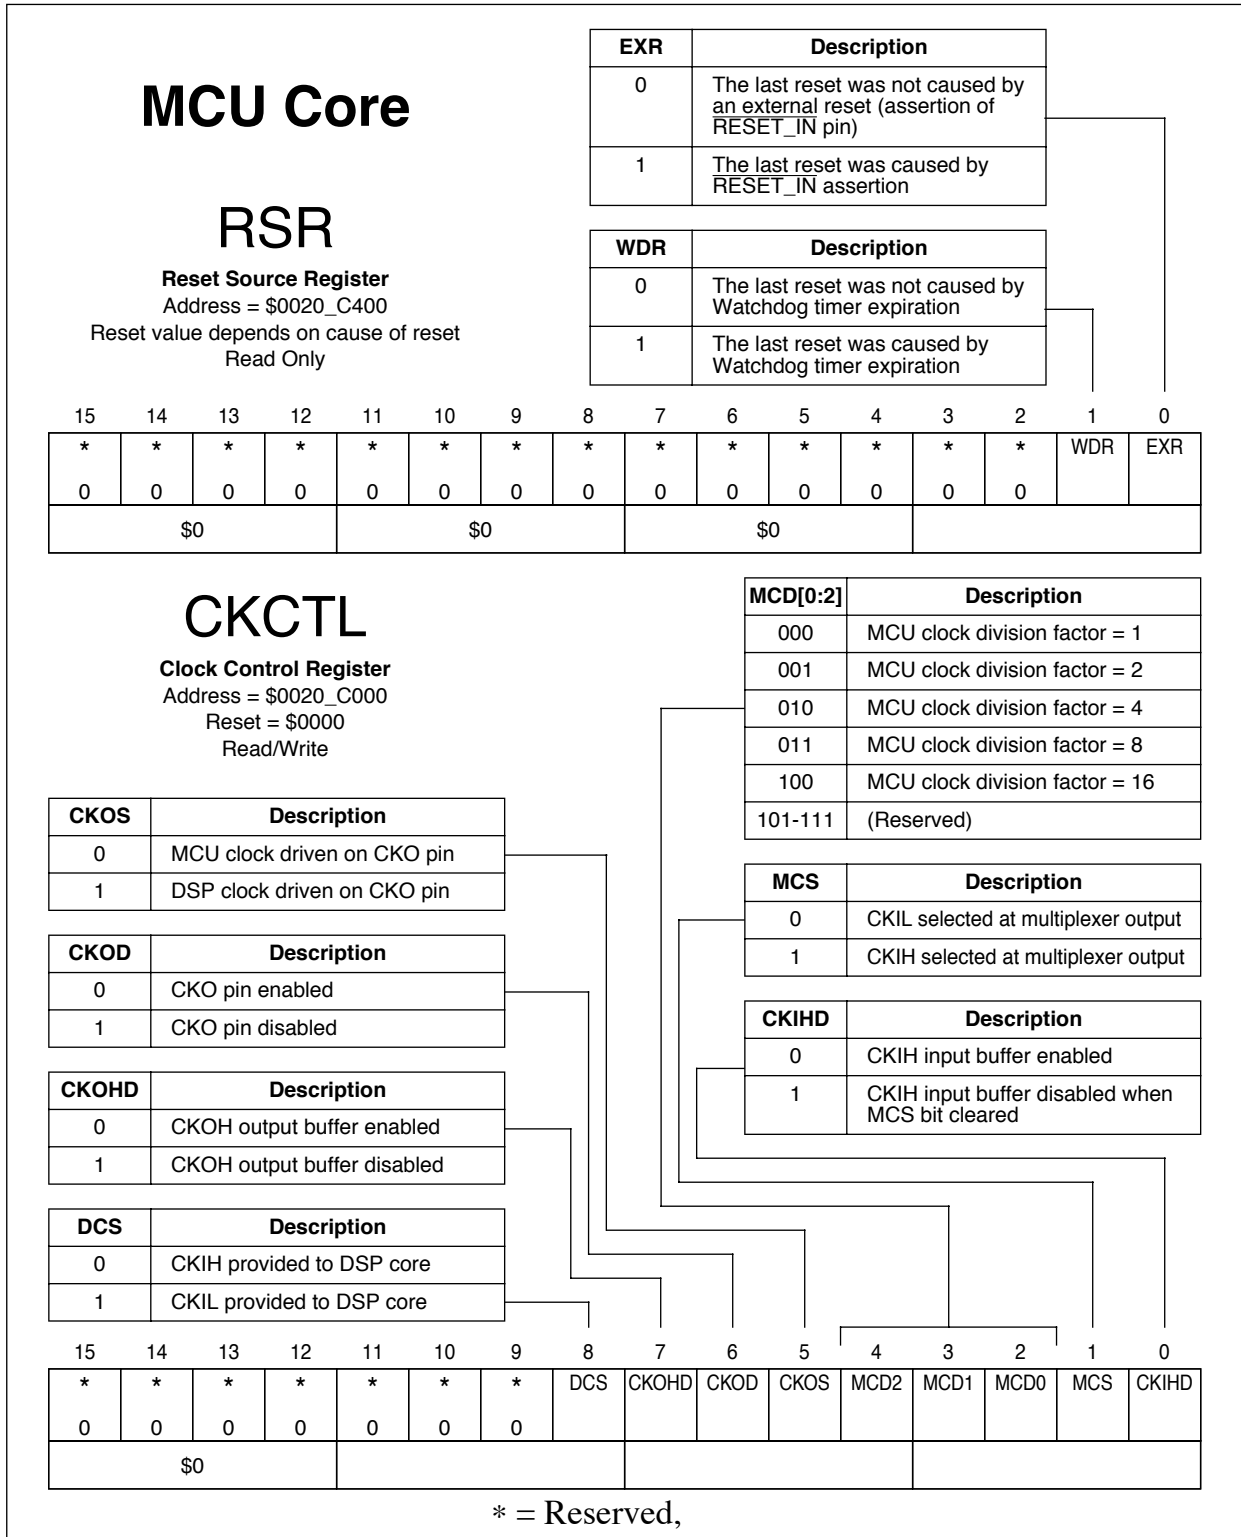 MCU Core
RSR
Reset Source Register
Address = $0020_C400
Reset value depends on cause of reset
Read Only
EXR Description
0 The last reset was not caused by
an external reset (assertion of
RESET_IN pin)
1 The last reset was caused by
RESET_IN assertion
WDR Description
0 The last reset was not caused by
Watchdog timer expiration
1 The last reset was caused by
Watchdog timer expiration
15 14 13 12 11 10 9 8 7 6 5 4 3 2 1 0
* * * * * * * * * * * * * * WDR EXR
0 0 0 0 0 0 0 0 0 0 0 0 0 0
$0 $0 $0
CKCTL
Clock Control Register
Address = $0020_C000
Reset = $0000
Read/Write
MCD[0:2] Description
000 MCU clock division factor = 1
001 MCU clock division factor = 2
010 MCU clock division factor = 4
011 MCU clock division factor = 8
100 MCU clock division factor = 16
101-111 (Reserved)
CKOS Description
0 MCU clock driven on CKO pin
1 DSP clock driven on CKO pin
MCS Description
0 CKIL selected at multiplexer output
1 CKIH selected at multiplexer output
CKOD Description
0 CKO pin enabled
1 CKO pin disabled
CKIHD Description
0 CKIH input buffer enabled
1 CKIH input buffer disabled when
MCS bit cleared
CKOHD Description
0 CKOH output buffer enabled
1 CKOH output buffer disabled
DCS Description
0 CKIH provided to DSP core
1 CKIL provided to DSP core
15 14 13 12 11 10 9 8 7 6 5 4 3 2 1 0
* * * * * * * DCS CKOHD CKOD CKOS MCD2 MCD1 MCD0 MCS CKIHD
0 0 0 0 0 0 0
$0
* = Reserved,